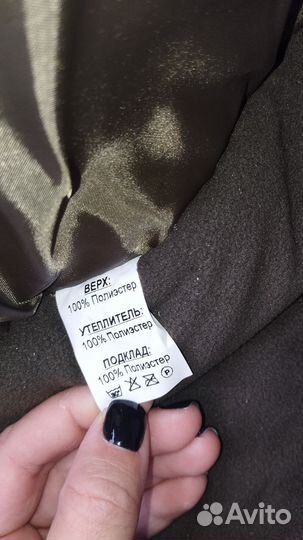 ВЕРХ:
100% Полиэстер
УТЕПЛИТЕЛЬ:
100% Полиэстер
ПОДКЛАД:
100% Полиэстер
P
Avito